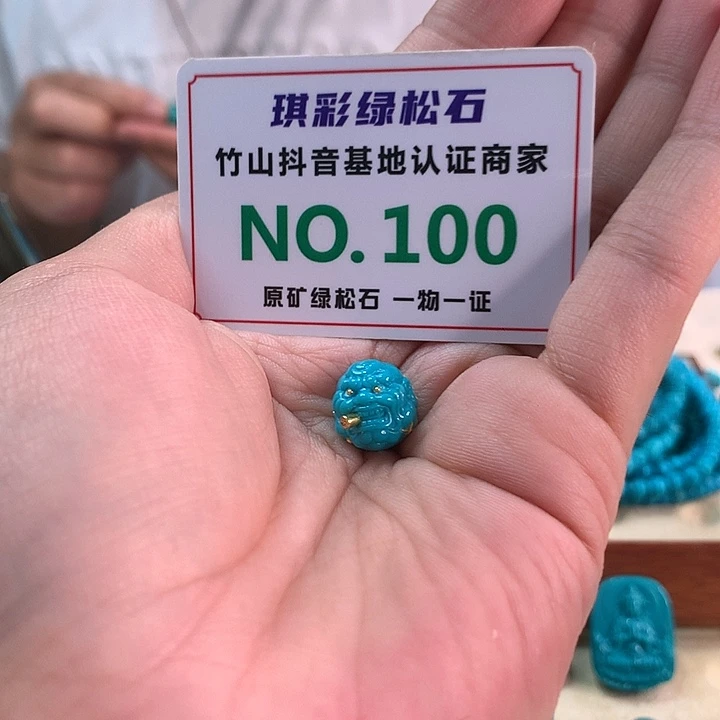 琪彩绿松石
竹山抖音基地认证商家
NO.100
原矿绿松石 一物一证